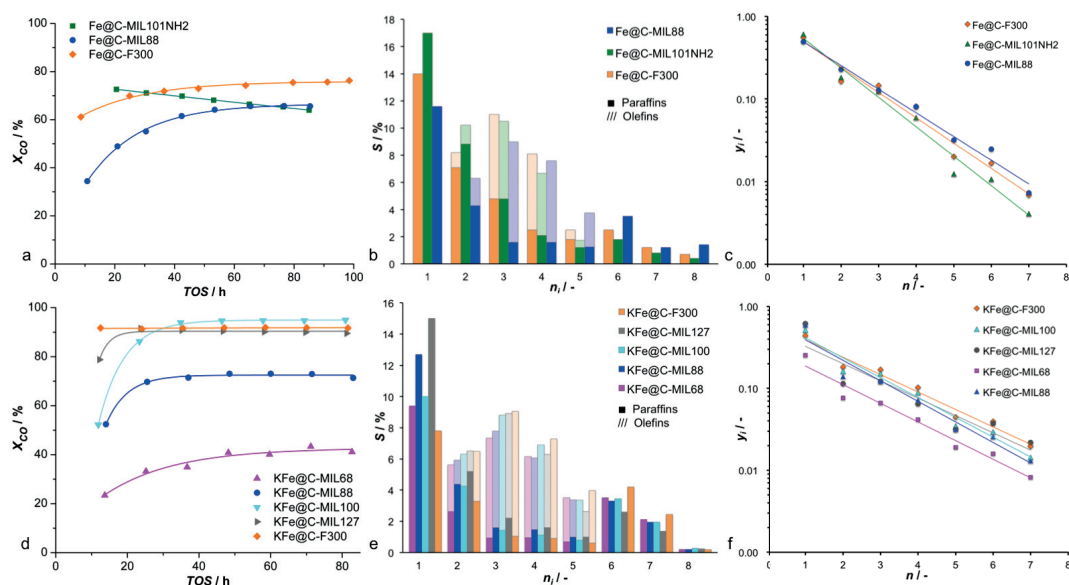 a
Fe@C-MIL101NH2
Fe@C-MIL88
Fe@C-F300
100
80
60
40
20
0
X_CO / %
0 20 40 60 80 100
TOS / h
b
Fe@C-MIL88
Fe@C-MIL101NH2
Fe@C-F300
Paraffins
/// Olefins
18
16
14
12
10
8
6
4
2
0
S / %
1 2 3 4 5 6 7 8
n_i / -
c
Fe@C-F300
Fe@C-MIL101NH2
Fe@C-MIL88
1.00
0.10
0.01
0.00
y_i / -
0 1 2 3 4 5 6 7 8
n / -
d
KFe@C-MIL68
KFe@C-MIL88
KFe@C-MIL100
KFe@C-MIL127
KFe@C-F300
100
80
60
40
20
0
X_CO / %
0 20 40 60 80
TOS / h
e
KFe@C-F300
KFe@C-MIL127
KFe@C-MIL100
KFe@C-MIL88
KFe@C-MIL68
Paraffins
/// Olefins
16
14
12
10
8
6
4
2
0
S / %
1 2 3 4 5 6 7 8
n_i / -
f
KFe@C-F300
KFe@C-MIL100
KFe@C-MIL127
KFe@C-MIL68
KFe@C-MIL88
1.00
0.10
0.01
0.00
y_i / -
0 1 2 3 4 5 6 7 8
n / -